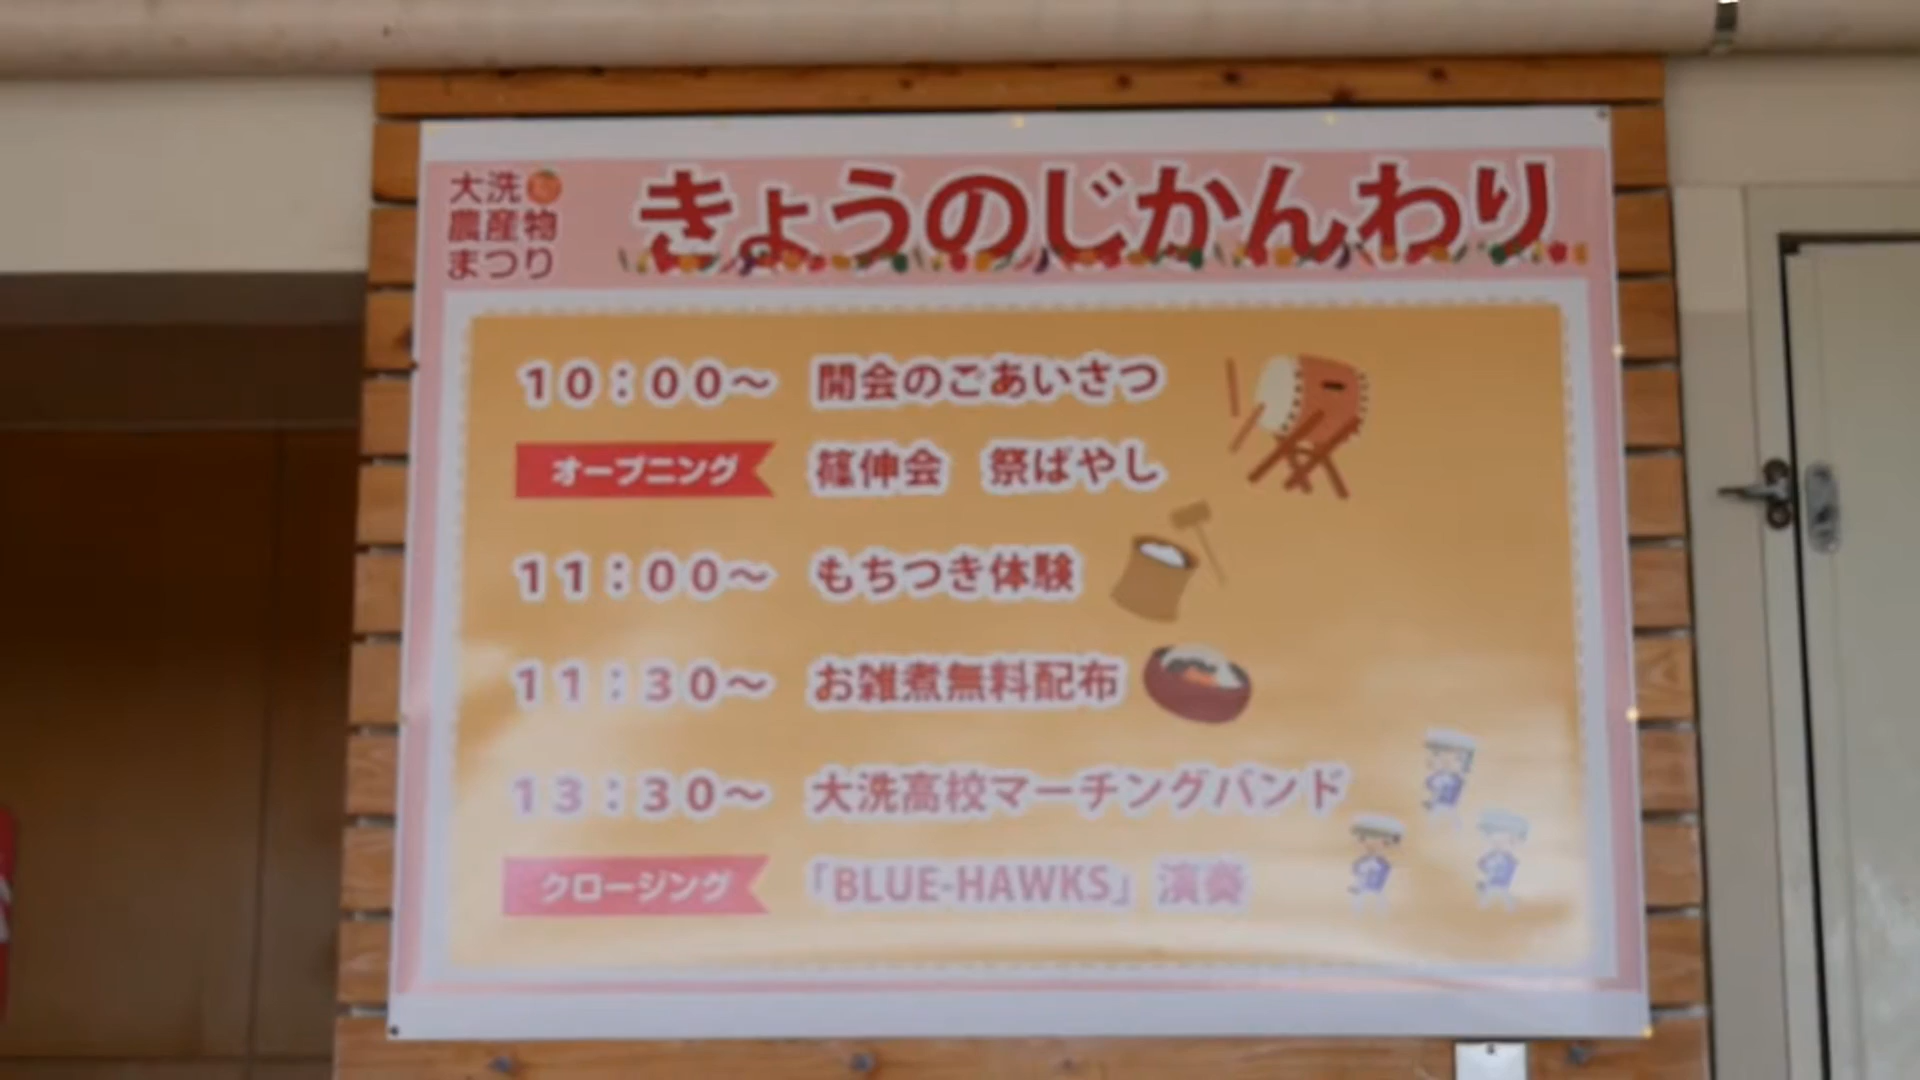 大洗
農産物
まつり
きょうのじかんわり
10：00～ 開会のごあいさつ
オープニング 篠伸会 祭ばやし
11：00～ もちつき体験
11：30～ お雑煮無料配布
13：30～ 大洗高校マーチングバンド
クロージング 「BLUE-HAWKS」演奏